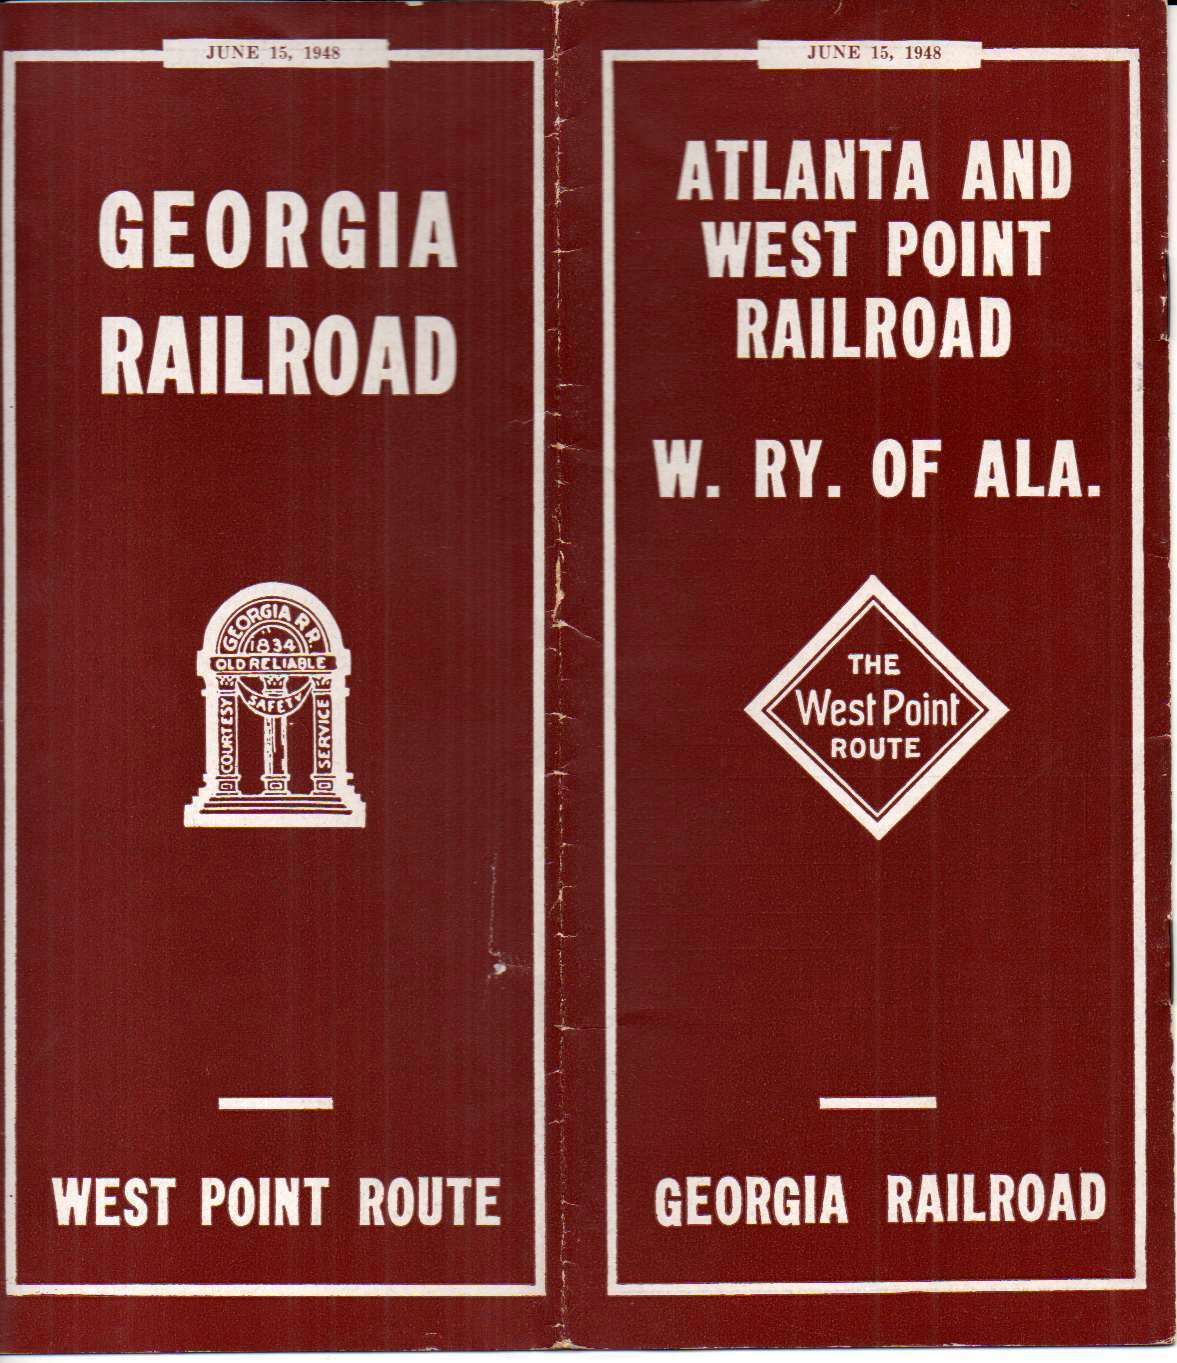 JUNE 15, 1948
GEORGIA
RAILROAD
GEORGIA R.R.
1834
OLD RELIABLE
SAFETY
COURTESY
SERVICE
WEST POINT ROUTE
JUNE 15, 1948
ATLANTA AND
WEST POINT
RAILROAD
W. RY. OF ALA.
THE
West Point
ROUTE
GEORGIA RAILROAD